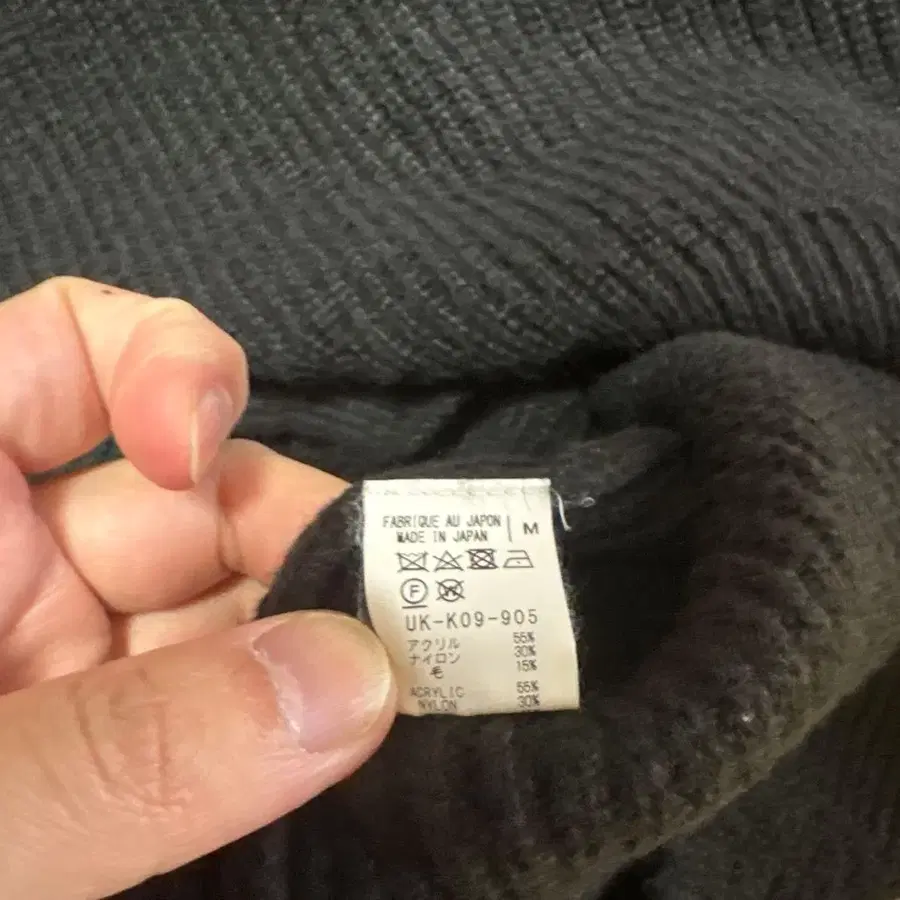 FABRIQUE AU JAPON
MADE IN JAPAN
M
F
W
UK-K09-905
アクリル 55%
ナイロン 30%
毛 15%
ACRYLIC 55%
NYLON 30%